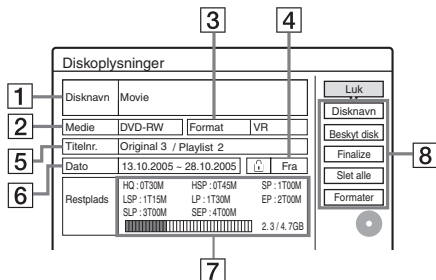 3
4
Diskoplysninger
1
Disknavn Movie
Luk
Disknavn
2
Medie DVD-RW Format VR
Beskyt disk
5
Titelnr. Original 3 / Playlist 2
Finalize
8
6
Dato 13.10.2005 ~ 28.10.2005 Fra
Slet alle
Restplads
HQ : 0T30M HSP : 0T45M SP : 1T00M
Formater
LSP : 1T15M LP : 1T30M EP : 2T00M
SLP : 3T00M SEP : 4T00M
2.3 / 4.7GB
7